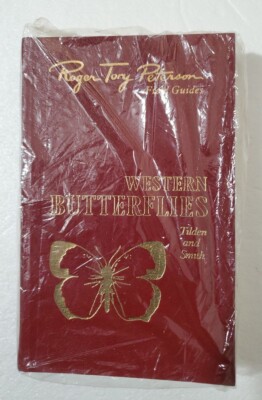 Roger Tory Peterson
Field Guides
WESTERN
BUTTERFLIES
Tilden
and
Smith